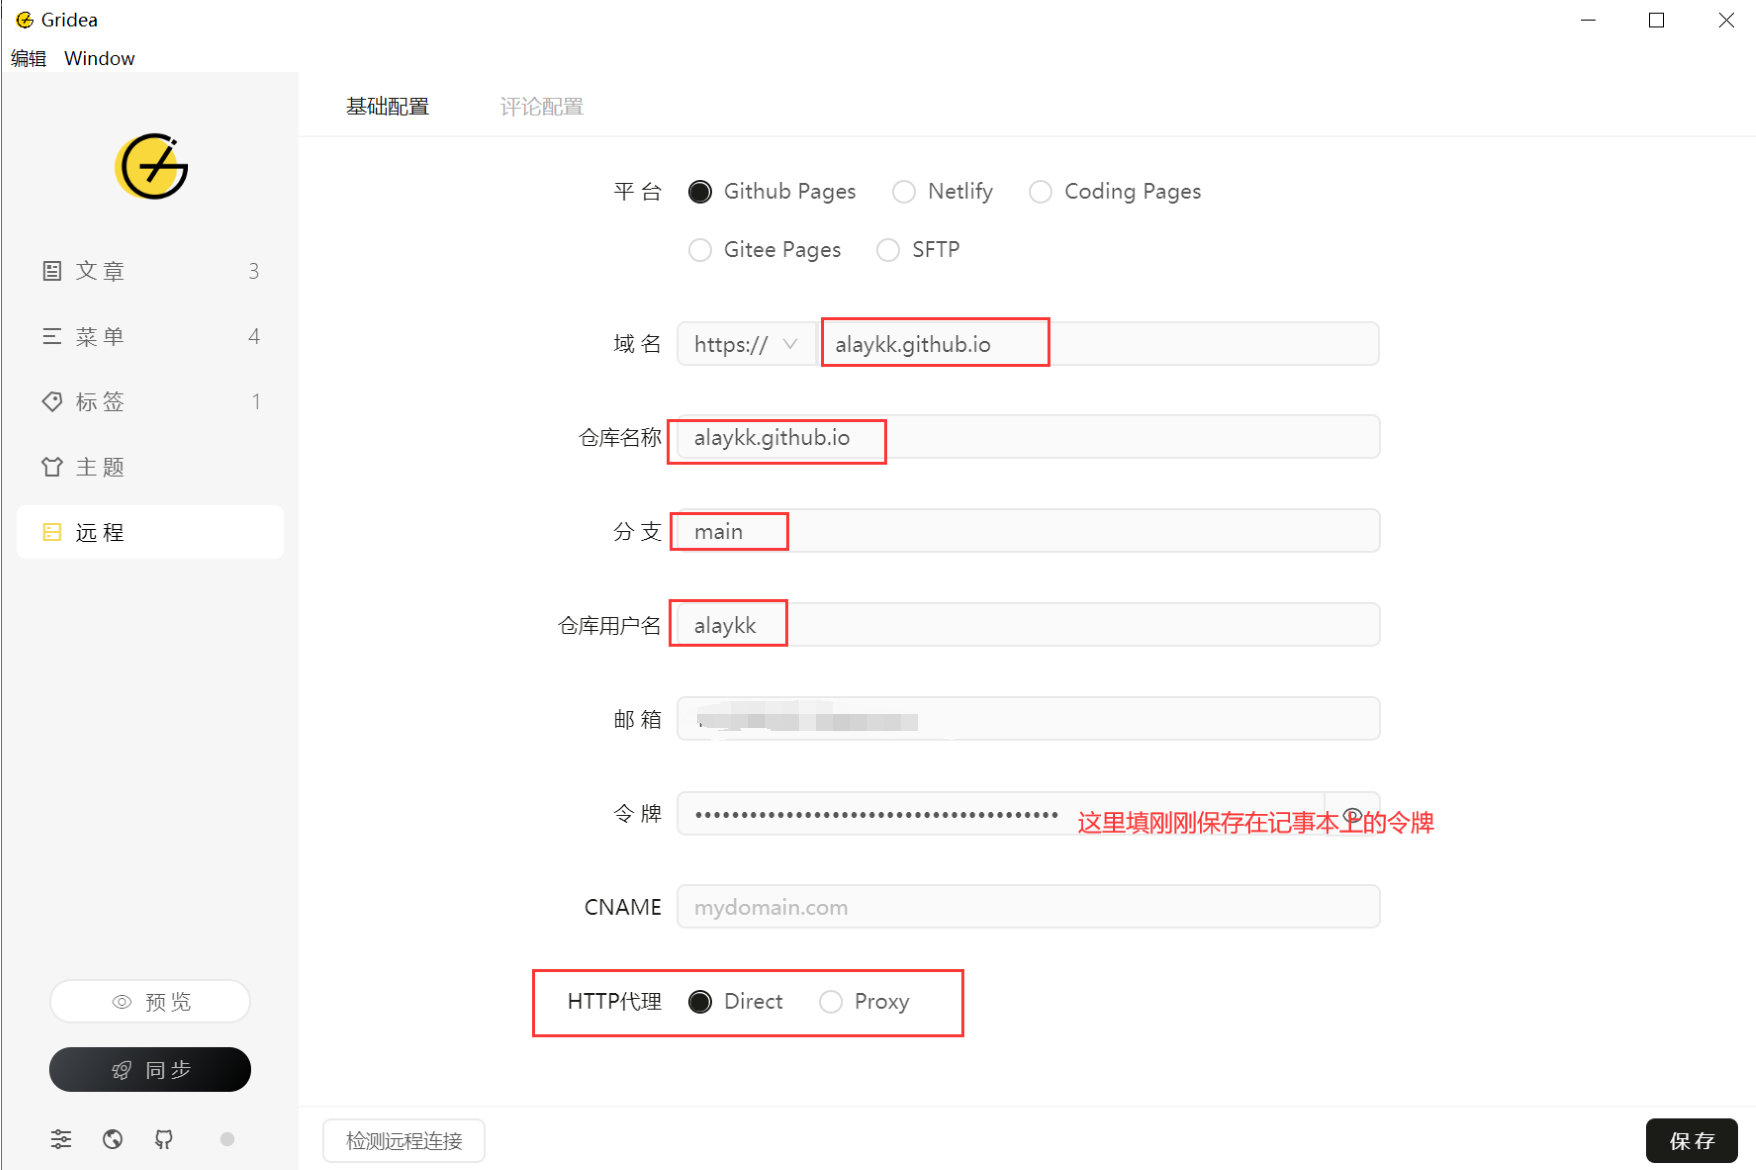 Gridea
编辑 Window
基础配置 评论配置
平台 Github Pages Netlify Coding Pages
Gitee Pages SFTP
文章 3
菜单 4
标签 1
主题
远程
域名 https:// alaykk.github.io
仓库名称 alaykk.github.io
分支 main
仓库用户名 alaykk
邮箱
令牌 ••••••••••••••••••••••••••••••••••••••••
这里填刚刚保存在记事本上的令牌
CNAME mydomain.com
HTTP代理 Direct Proxy
预览
同步
检测远程连接
保存